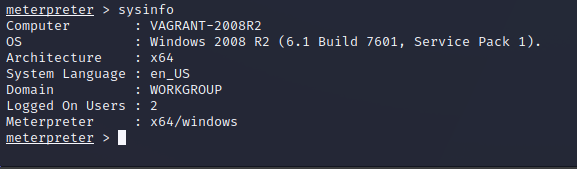 meterpreter > sysinfo
Computer        : VAGRANT-2008R2
OS              : Windows 2008 R2 (6.1 Build 7601, Service Pack 1).
Architecture    : x64
System Language : en_US
Domain          : WORKGROUP
Logged On Users : 2
Meterpreter     : x64/windows
meterpreter >